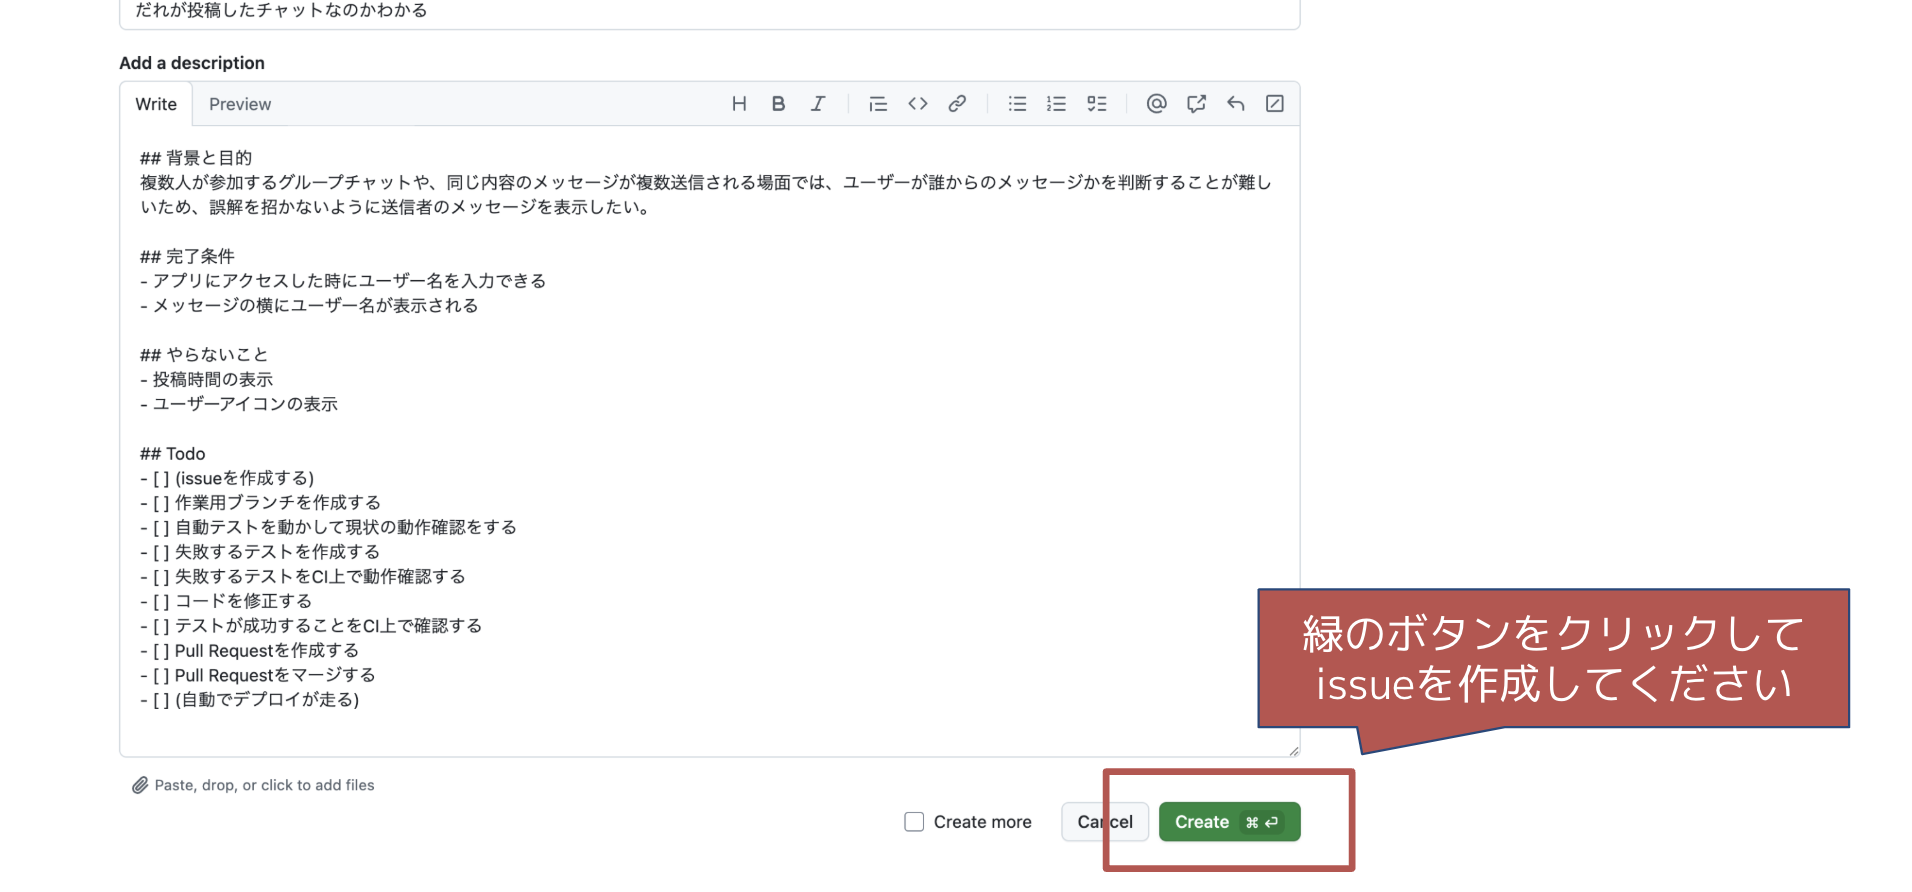 だれが投稿したチャットなのかわかる
Add a description
Write Preview
## 背景と目的
複数人が参加するグループチャットや、同じ内容のメッセージが複数送信される場面では、ユーザーが誰からのメッセージかを判断することが難し
いため、誤解を招かないように送信者のメッセージを表示したい。
## 完了条件
- アプリにアクセスした時にユーザー名を入力できる
- メッセージの横にユーザー名が表示される
## やらないこと
- 投稿時間の表示
- ユーザーアイコンの表示
## Todo
- [ ] (issueを作成する)
- [ ] 作業用ブランチを作成する
- [ ] 自動テストを動かして現状の動作確認をする
- [ ] 失敗するテストを作成する
- [ ] 失敗するテストをCI上で動作確認する
- [ ] コードを修正する
- [ ] テストが成功することをCI上で確認する
- [ ] Pull Requestを作成する
- [ ] Pull Requestをマージする
- [ ] (自動でデプロイが走る)
緑のボタンをクリックして
issueを作成してください
Paste, drop, or click to add files
Create more Cancel Create ⌘ ⏎